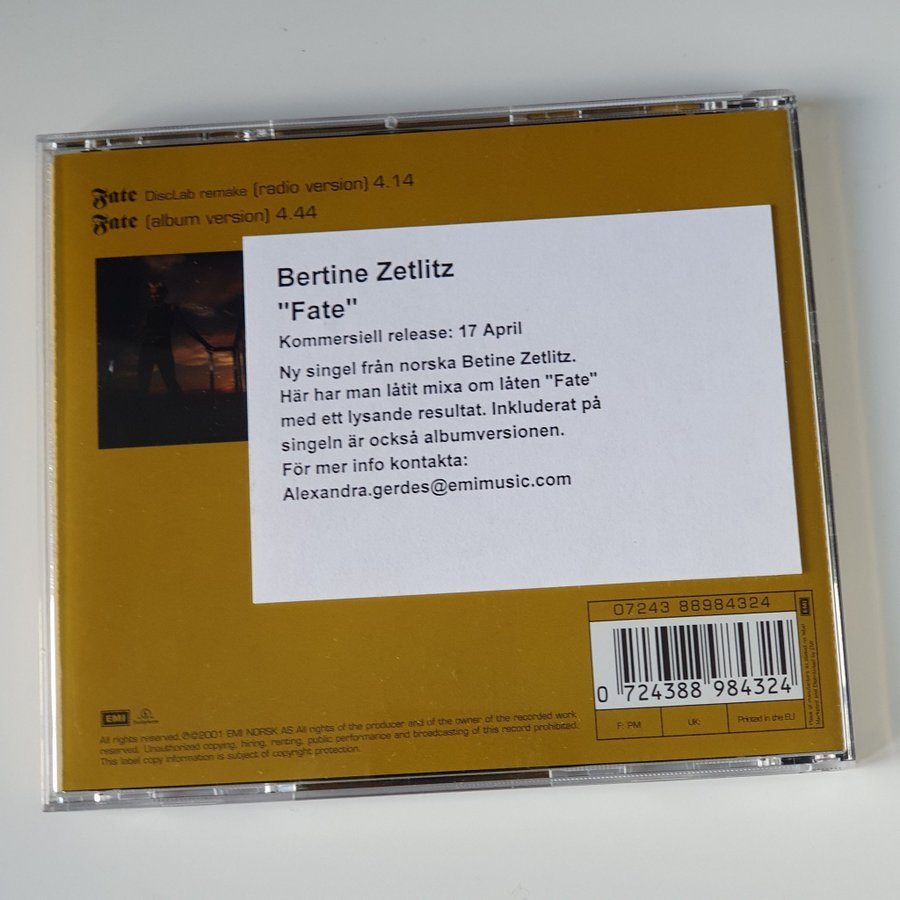 Fate DiscLab remake (radio version) 4.14
Fate (album version) 4.44
Bertine Zetlitz
"Fate"
Kommersiell release: 17 April
Ny singel från norska Betine Zetlitz.
Här har man låtit mixa om låten "Fate"
med ett lysande resultat. Inkluderat på
singeln är också albumversionen.
För mer info kontakta:
Alexandra.gerdes@emimusic.com
07243 88984324
EMI
0 724388 984324
F: PM
UK:
Printed in the EU
EMI
All rights reserved. ℗©2001 EMI NORSK AS All rights of the producer and of the owner of the recorded work
reserved. Unauthorized copying, hiring, renting, public performance and broadcasting of this record prohibited.
This label copy information is subject of copyright protection.